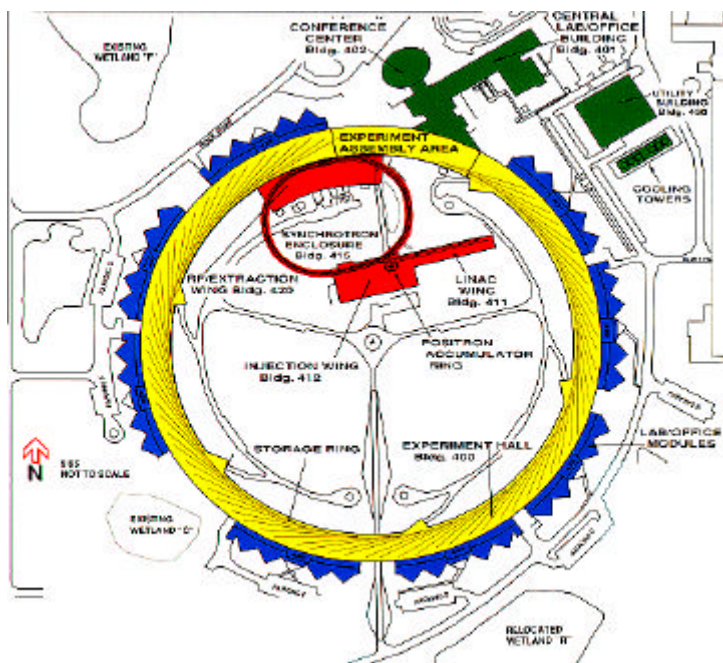 CONFERENCE
CENTER
Bldg. 402
CENTRAL
LAB/OFFICE
BUILDING
Bldg. 401
EXISTING
WETLAND "F"
UTILITY
BUILDING
Bldg. 450
EXPERIMENT
ASSEMBLY AREA
COOLING
TOWERS
SYNCHROTRON
ENCLOSURE
Bldg. 415
RF/EXTRACTION
WING Bldg. 420
LINAC
WING
Bldg. 411
INJECTION WING
Bldg. 412
POSITRON
ACCUMULATOR
RING
LAB/OFFICE
MODULES
STORAGE RING
EXPERIMENT HALL
Bldg. 400
N
NOT TO SCALE
EXISTING
WETLAND "C"
RELOCATED
WETLAND "R"